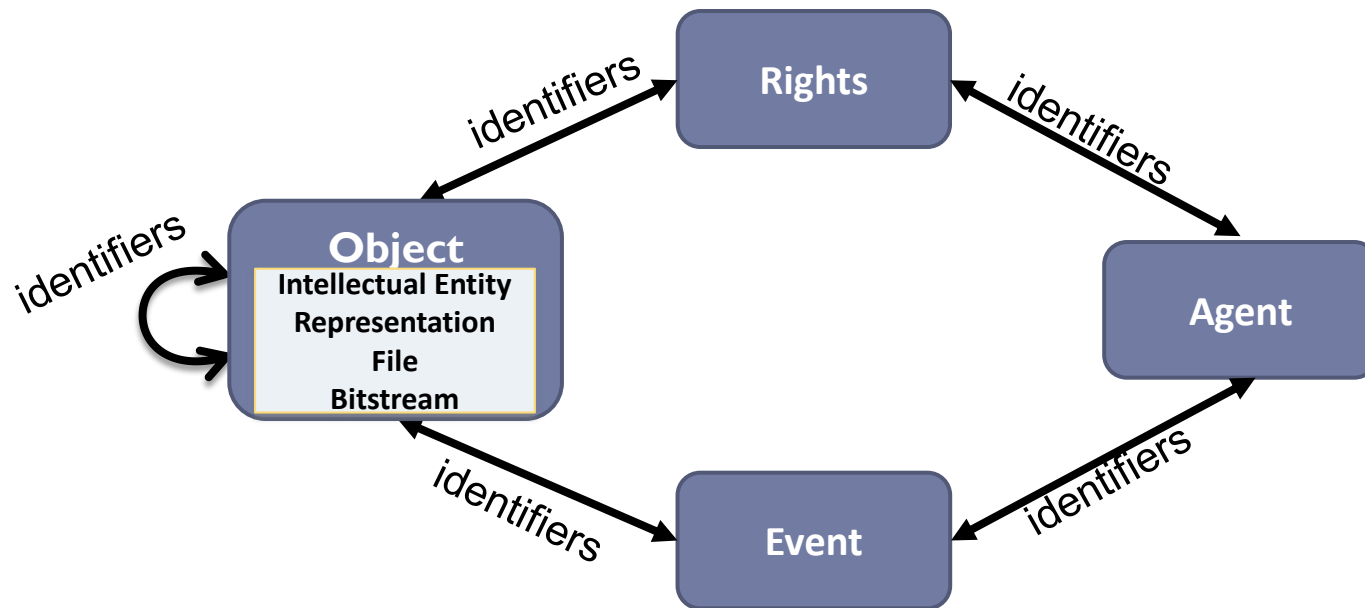 Rights
identifiers
identifiers
identifiers
Object
Intellectual Entity
Representation
File
Bitstream
Agent
identifiers
identifiers
Event